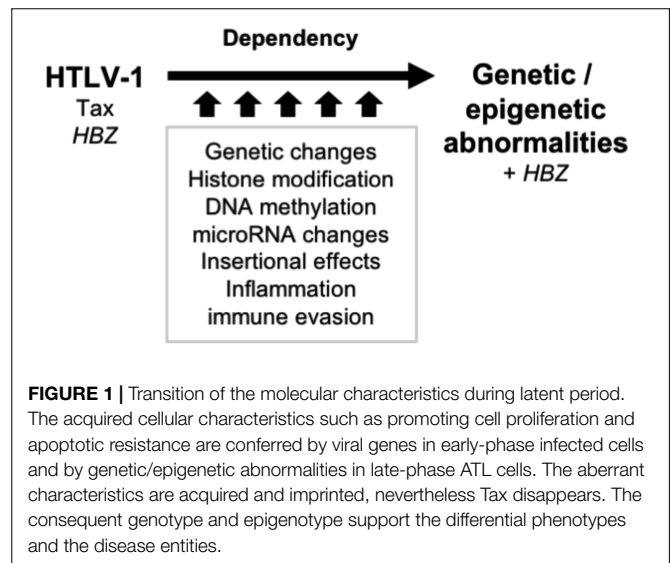 Dependency
HTLV-1
Tax
HBZ
Genetic /
epigenetic
abnormalities
+ HBZ
Genetic changes
Histone modification
DNA methylation
microRNA changes
Insertional effects
Inflammation
immune evasion
FIGURE 1 | Transition of the molecular characteristics during latent period.
The acquired cellular characteristics such as promoting cell proliferation and
apoptotic resistance are conferred by viral genes in early-phase infected cells
and by genetic/epigenetic abnormalities in late-phase ATL cells. The aberrant
characteristics are acquired and imprinted, nevertheless Tax disappears. The
consequent genotype and epigenotype support the differential phenotypes
and the disease entities.